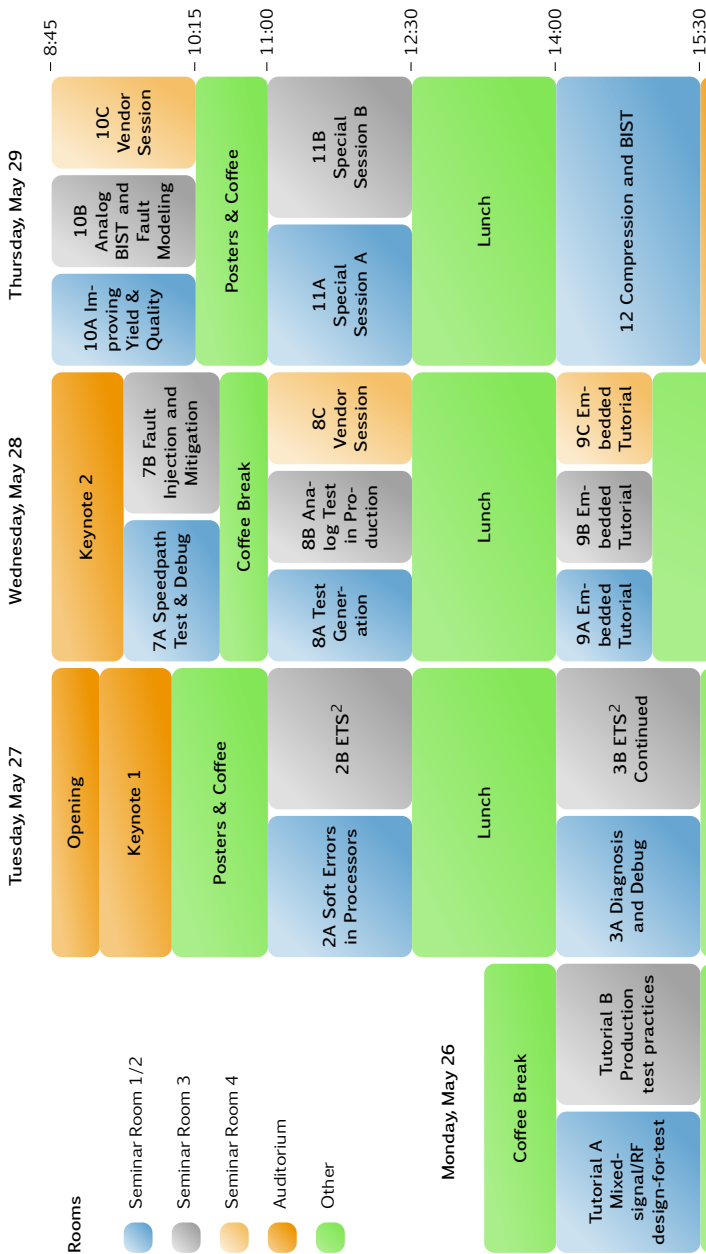 Rooms
Seminar Room 1/2
Seminar Room 3
Seminar Room 4
Auditorium
Other
Monday, May 26
Coffee Break
Tutorial A
Mixed-
signal/RF
design-for-test
Tutorial B
Production
test practices
Tuesday, May 27
Opening
Keynote 1
Posters & Coffee
2A Soft Errors
in Processors
2B ETS²
Lunch
3A Diagnosis
and Debug
3B ETS²
Continued
Wednesday, May 28
Keynote 2
7A Speedpath
Test & Debug
7B Fault
Injection and
Mitigation
Coffee Break
8A Test
Gener-
ation
8B Ana-
log Test
in Pro-
duction
8C
Vendor
Session
Lunch
9A Em-
bedded
Tutorial
9B Em-
bedded
Tutorial
9C Em-
bedded
Tutorial
Thursday, May 29
10A Im-
proving
Yield &
Quality
10B
Analog
BIST and
Fault
Modeling
10C
Vendor
Session
Posters & Coffee
11A
Special
Session A
11B
Special
Session B
Lunch
12 Compression and BIST
8:45
10:15
11:00
12:30
14:00
15:30